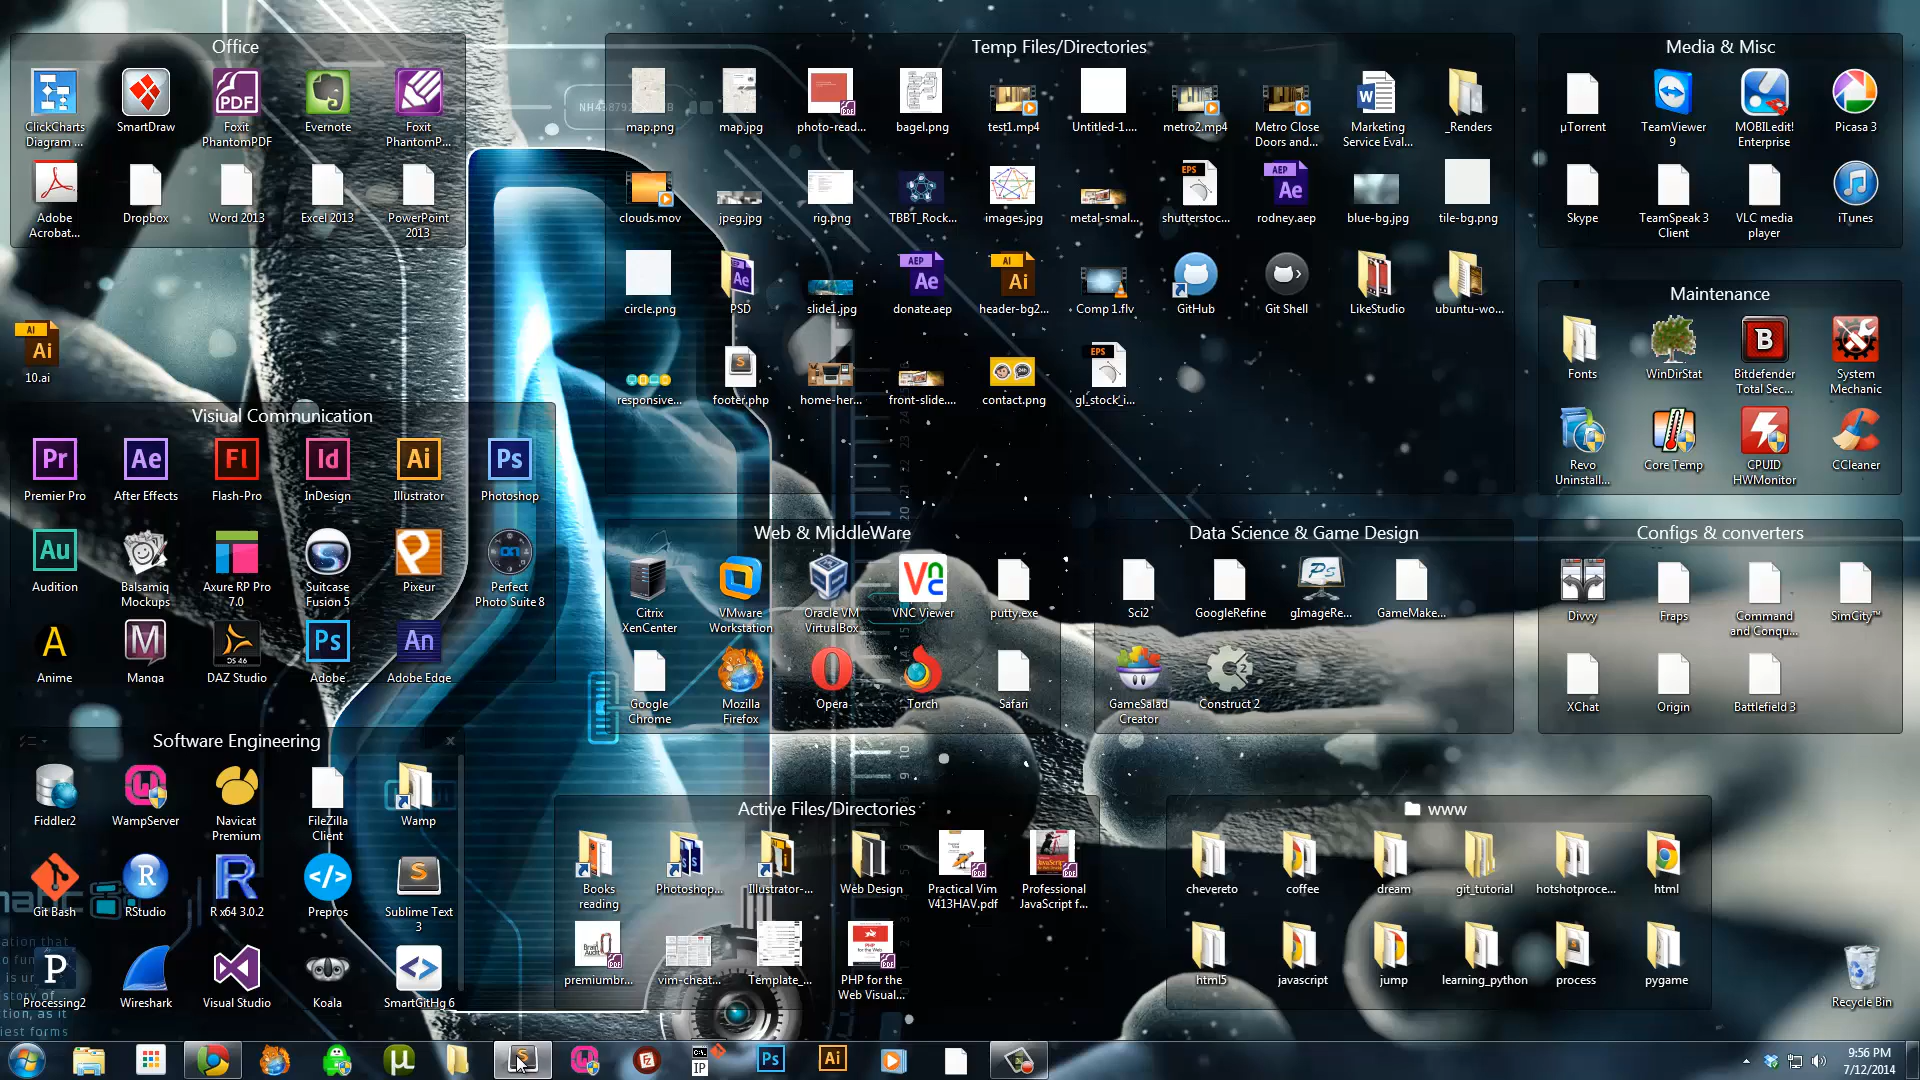 Office
ClickCharts
Diagram ...
SmartDraw
Foxit
PhantomPDF
Evernote
Foxit
PhantomP...
Adobe
Acrobat...
Dropbox
Word 2013
Excel 2013
PowerPoint
2013
10.ai
Visiual Communication
Premier Pro
After Effects
Flash-Pro
InDesign
Illustrator
Photoshop
Audition
Balsamiq
Mockups
Axure RP Pro
7.0
Suitcase
Fusion 5
Pixeur
Perfect
Photo Suite 8
Anime
Manga
DAZ Studio
Adobe
Adobe Edge
Software Engineering
Fiddler2
WampServer
Navicat
Premium
FileZilla
Client
Wamp
Git Bash
RStudio
R x64 3.0.2
Prepros
Sublime Text
3
Processing2
Wireshark
Visual Studio
Koala
SmartGitHg 6
Temp Files/Directories
map.png
map.jpg
photo-read...
bagel.png
test1.mp4
Untitled-1....
metro2.mp4
Metro Close
Doors and...
Marketing
Service Eval...
_Renders
clouds.mov
jpeg.jpg
rig.png
TBBT_Rock...
images.jpg
metal-smal...
shutterstoc...
rodney.aep
blue-bg.jpg
tile-bg.png
circle.png
PSD
slide1.jpg
donate.aep
header-bg2...
Comp 1.flv
GitHub
Git Shell
LikeStudio
ubuntu-wo...
responsive...
footer.php
home-her...
front-slide....
contact.png
gl_stock_i...
Web & MiddleWare
Citrix
XenCenter
VMware
Workstation
Oracle VM
VirtualBox
VNC Viewer
putty.exe
Google
Chrome
Mozilla
Firefox
Opera
Torch
Safari
Data Science & Game Design
Sci2
GoogleRefine
gImageRe...
GameMake...
GameSalad
Creator
Construct 2
Active Files/Directories
Books
reading
Photoshop...
Illustrator-...
Web Design
Practical Vim
V413HAV.pdf
Professional
JavaScript f...
premiumbr...
vim-cheat...
Template_...
PHP for the
Web Visual...
www
chevereto
coffee
dream
git_tutorial
hotshotproce...
html
html5
javascript
jump
learning_python
process
pygame
Media & Misc
µTorrent
TeamViewer
9
MOBILedit!
Enterprise
Picasa 3
Skype
TeamSpeak 3
Client
VLC media
player
iTunes
Maintenance
Fonts
WinDirStat
Bitdefender
Total Sec...
System
Mechanic
Revo
Uninstall...
Core Temp
CPUID
HWMonitor
CCleaner
Configs & converters
Divvy
Fraps
Command
and Conqu...
SimCity™
XChat
Origin
Battlefield 3
Recycle Bin
9:56 PM
7/12/2014